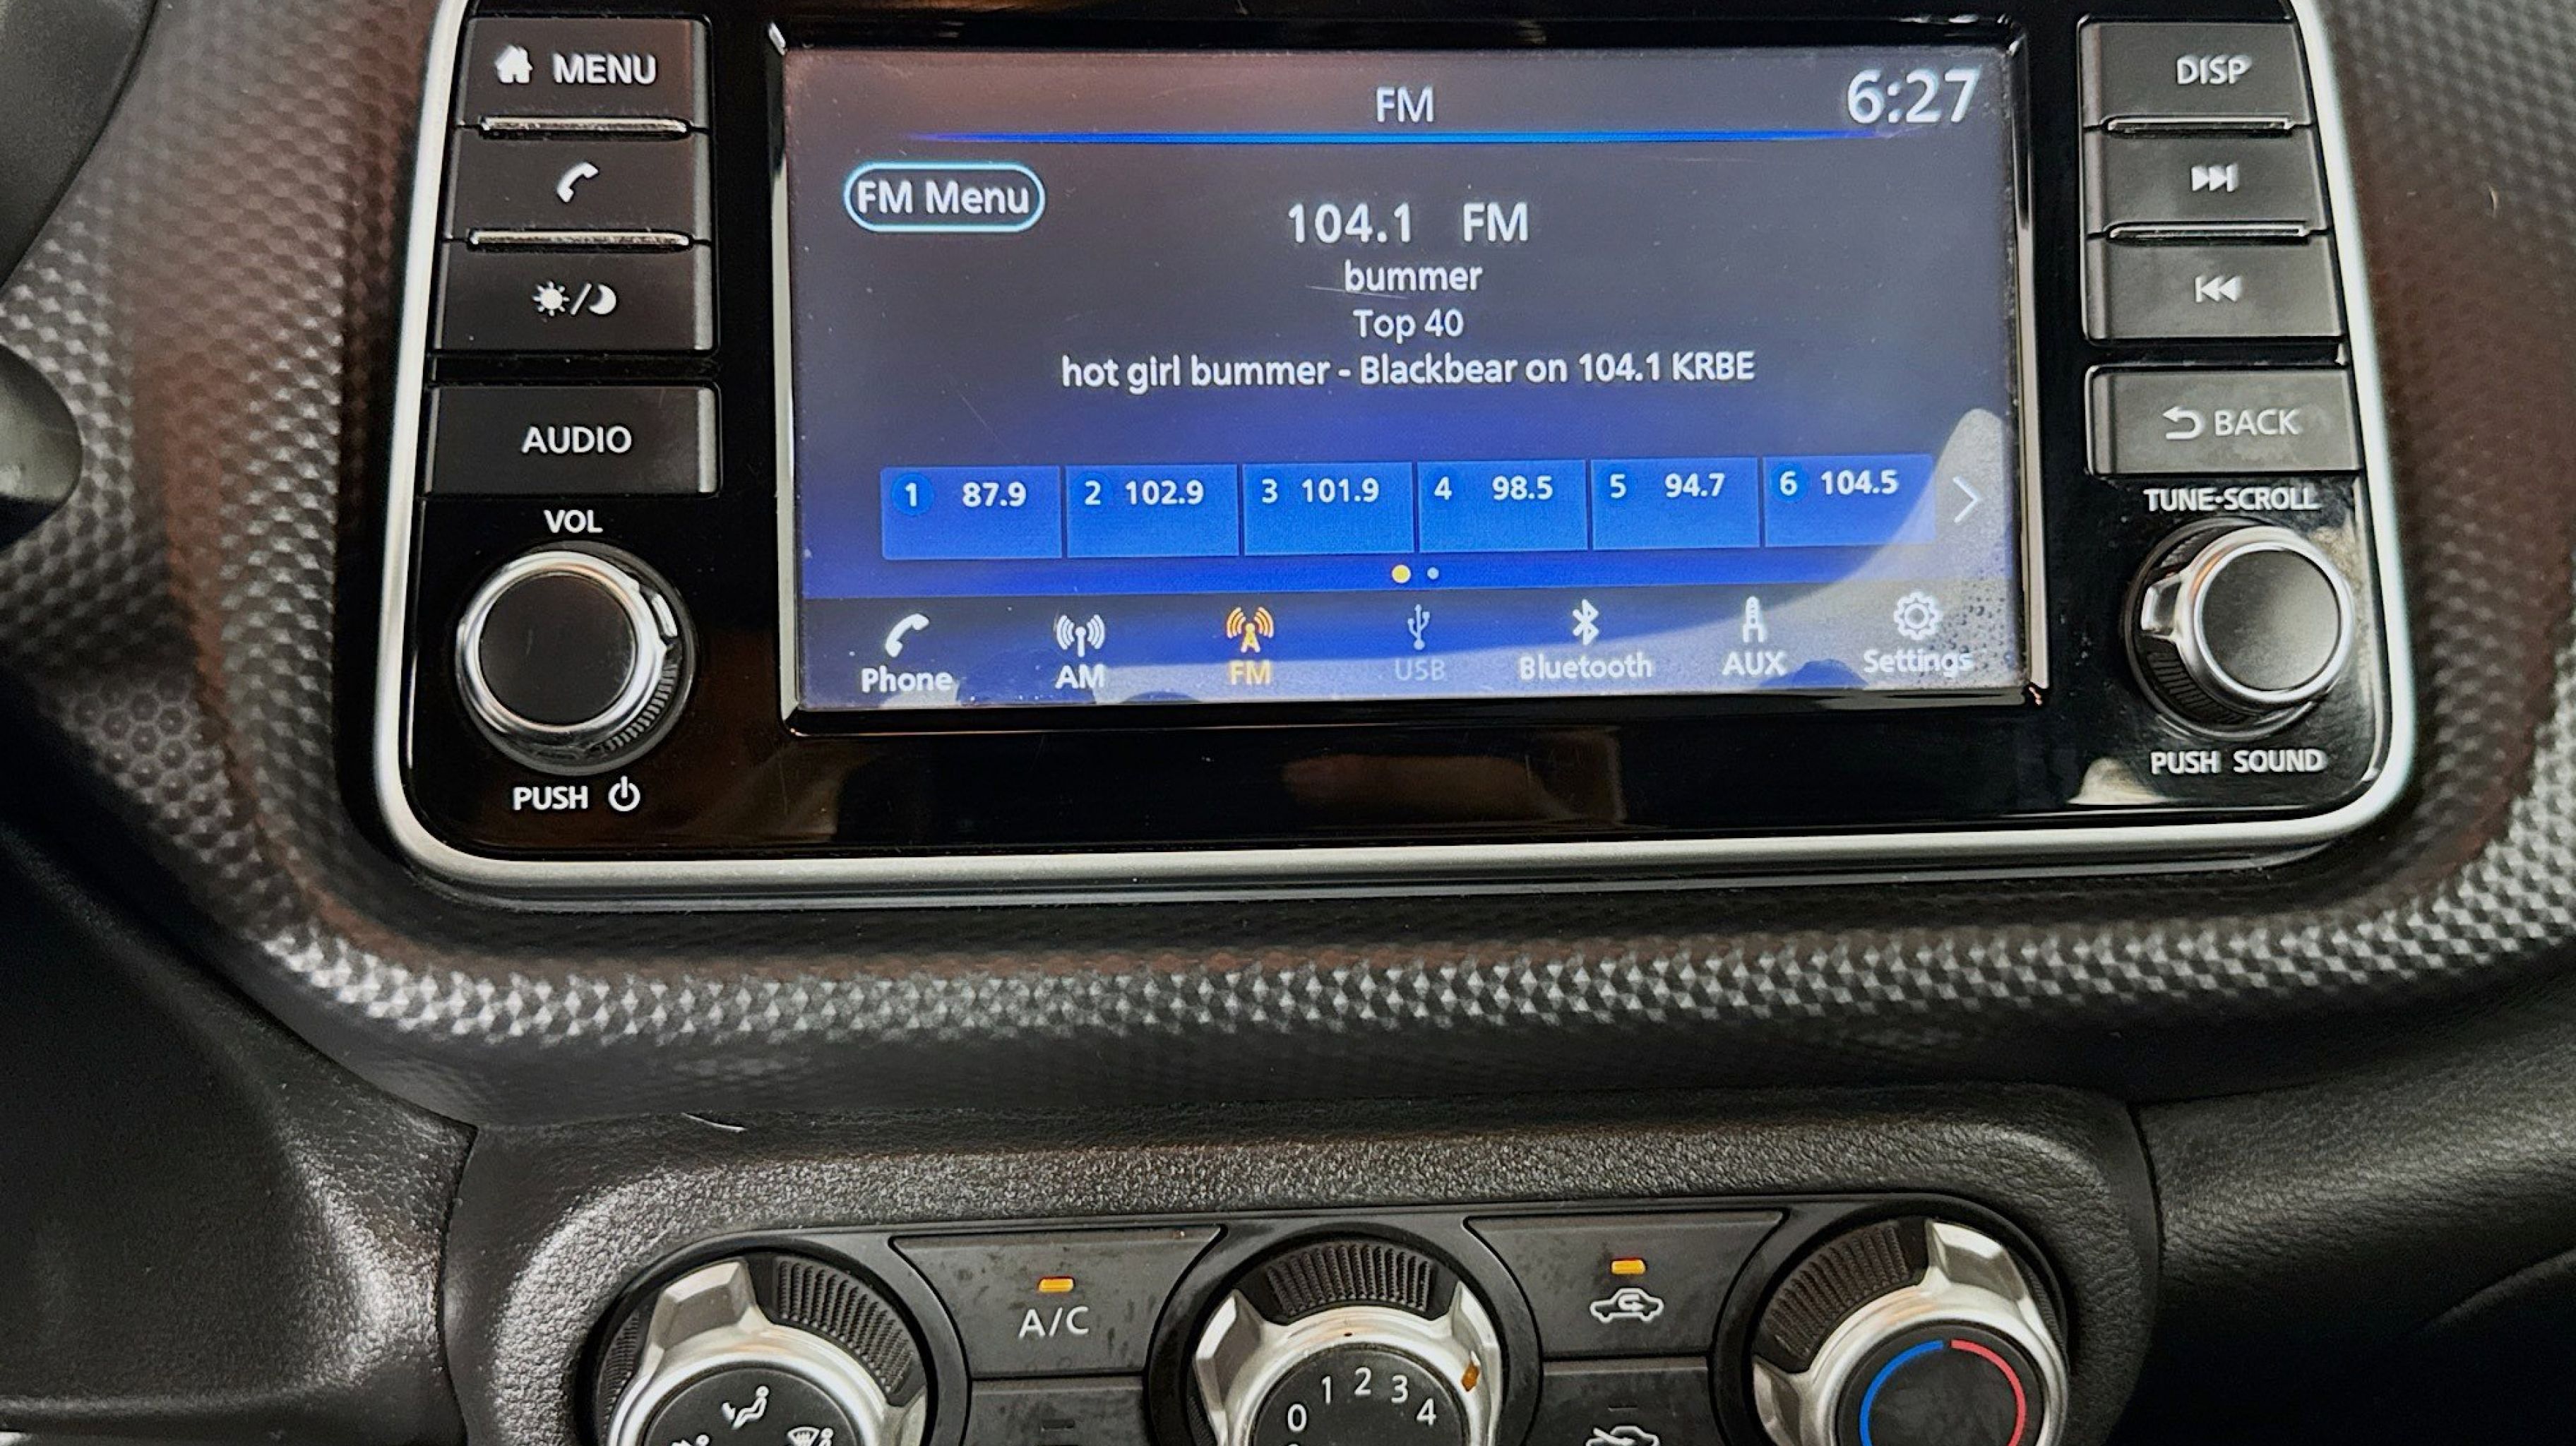 MENU
AUDIO
VOL
PUSH
FM
6:27
FM Menu
104.1 FM
bummer
Top 40
hot girl bummer - Blackbear on 104.1 KRBE
1 87.9 2 102.9 3 101.9 4 98.5 5 94.7 6 104.5
Phone AM FM USB Bluetooth AUX Settings
DISP
BACK
TUNE•SCROLL
PUSH SOUND
A/C
0 1 2 3 4